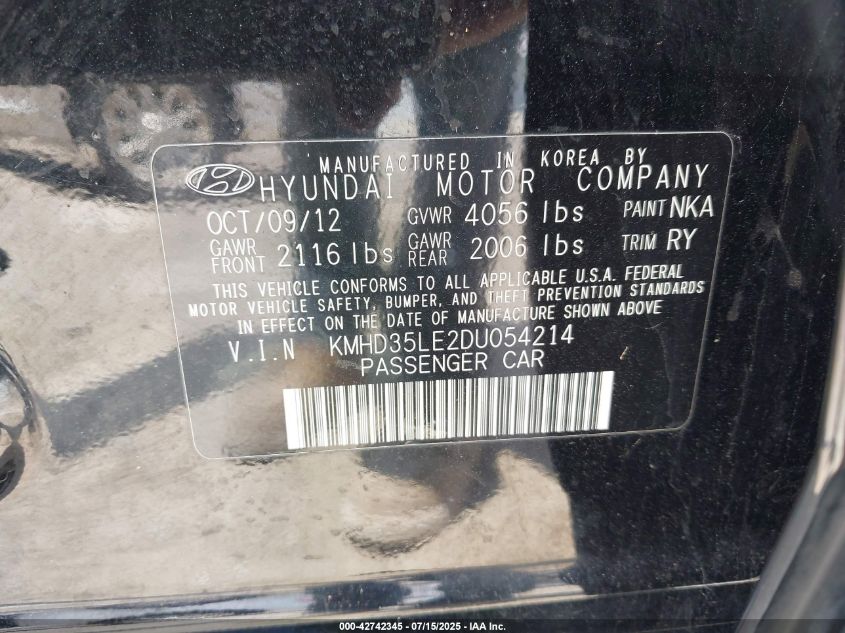 MANUFACTURED IN KOREA BY
HYUNDAI MOTOR COMPANY
OCT/09/12 GVWR 4056 lbs PAINT NKA
GAWR FRONT 2116 lbs GAWR REAR 2006 lbs TRIM RY
THIS VEHICLE CONFORMS TO ALL APPLICABLE U.S.A. FEDERAL
MOTOR VEHICLE SAFETY, BUMPER, AND THEFT PREVENTION STANDARDS
IN EFFECT ON THE DATE OF MANUFACTURE SHOWN ABOVE
V.I.N KMHD35LE2DU054214
PASSENGER CAR
000-42742345 - 07/15/2025 - IAA Inc.